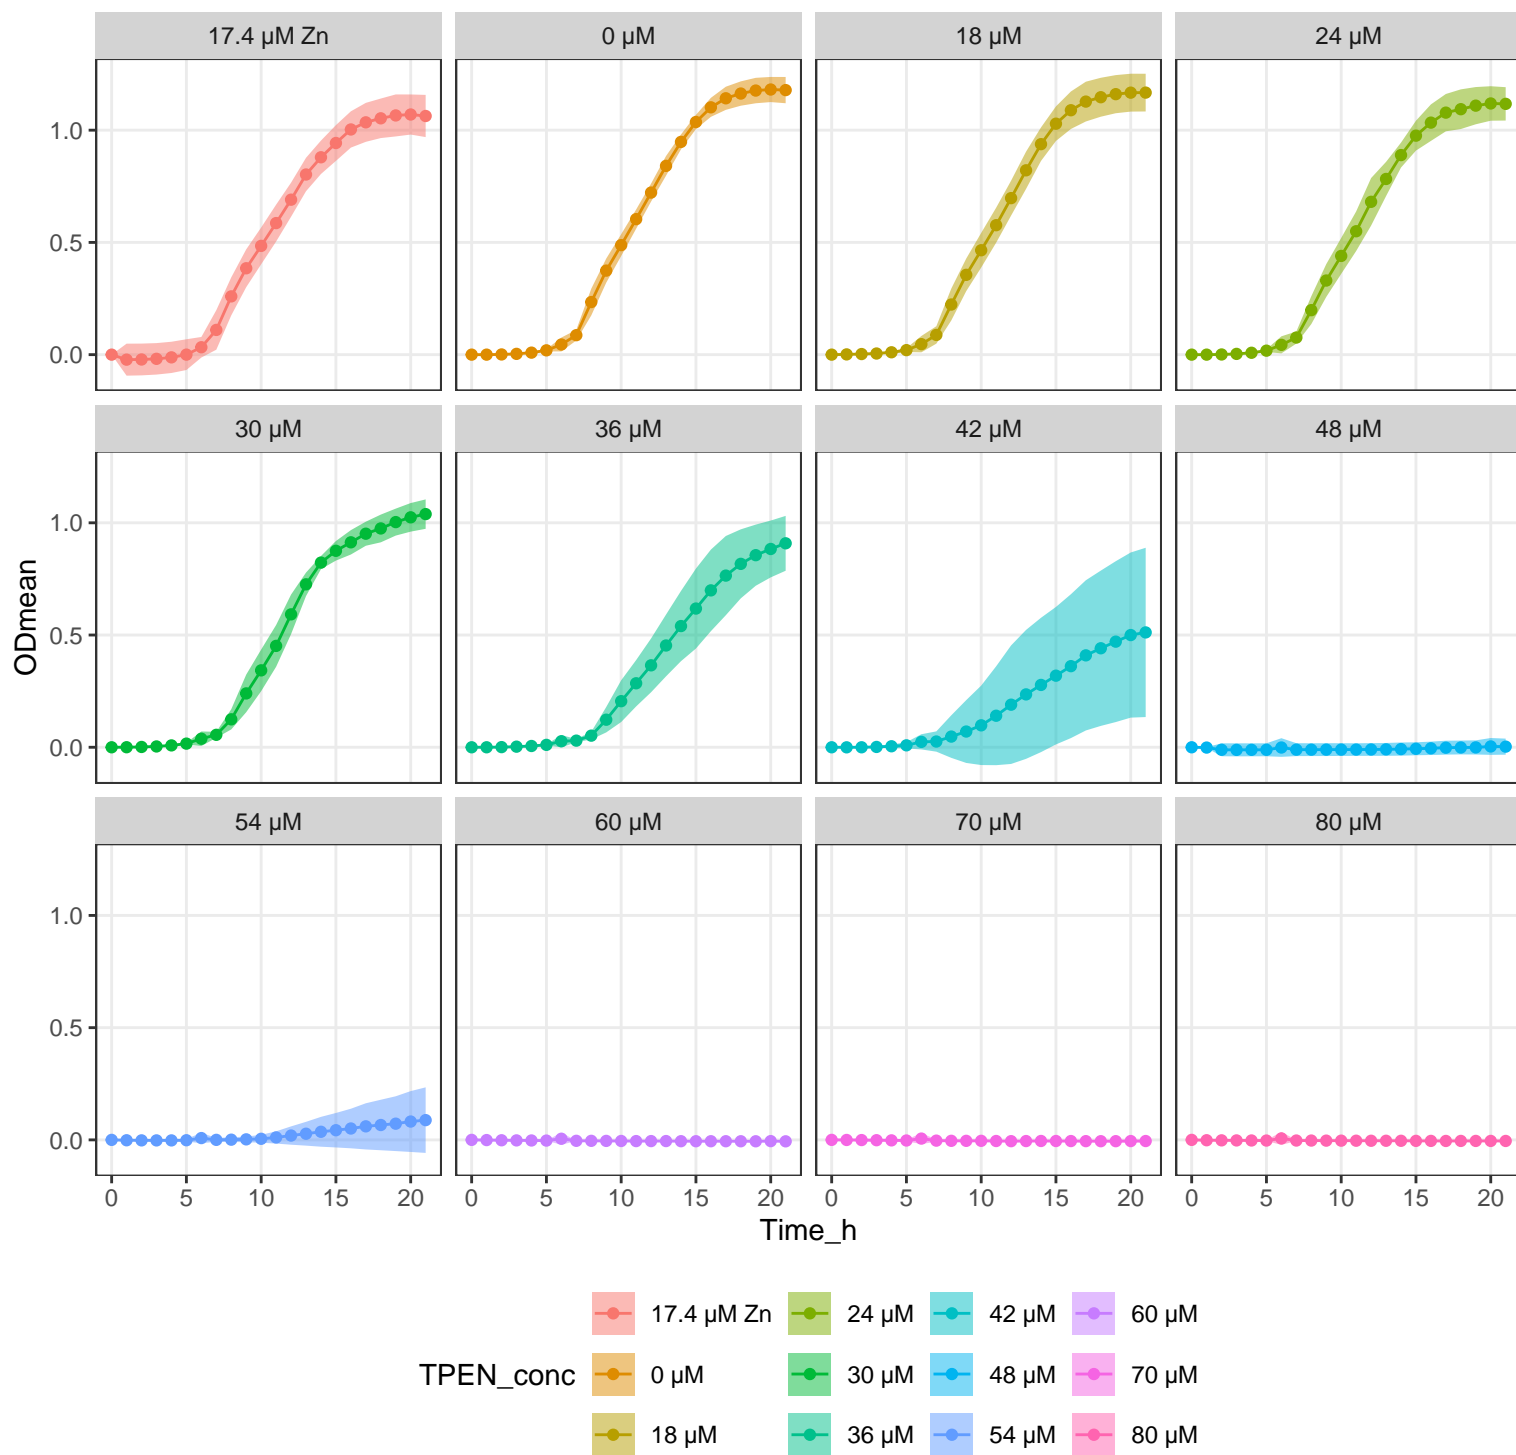 17.4 µM Zn 0 µM 18 µM 24 µM
1.0
0.5
0.0
30 µM 36 µM 42 µM 48 µM
1.0
0.5
0.0
ODmean
54 µM 60 µM 70 µM 80 µM
1.0
0.5
0.0
0 5 10 15 20 0 5 10 15 20 0 5 10 15 20 0 5 10 15 20
Time_h
17.4 µM Zn 24 µM 42 µM 60 µM
TPEN_conc 0 µM 30 µM 48 µM 70 µM
18 µM 36 µM 54 µM 80 µM